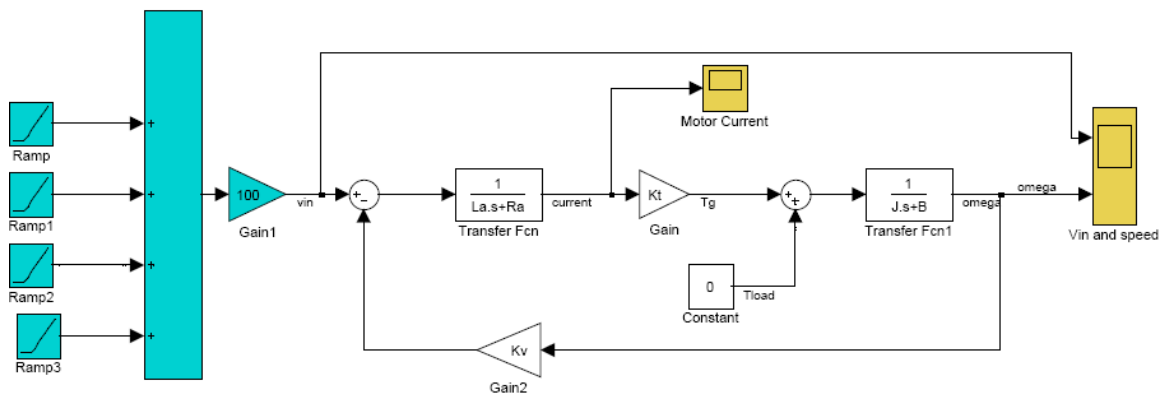 +
Ramp
+
Ramp1
+
Ramp2
+
Ramp3
100
Gain1
vin
+
−
1
La.s+Ra
Transfer Fcn
current
Motor Current
Kt
Gain
Tg
+
+
0
Constant
Tload
1
J.s+B
Transfer Fcn1
omega
omega
Vin and speed
Kv
Gain2